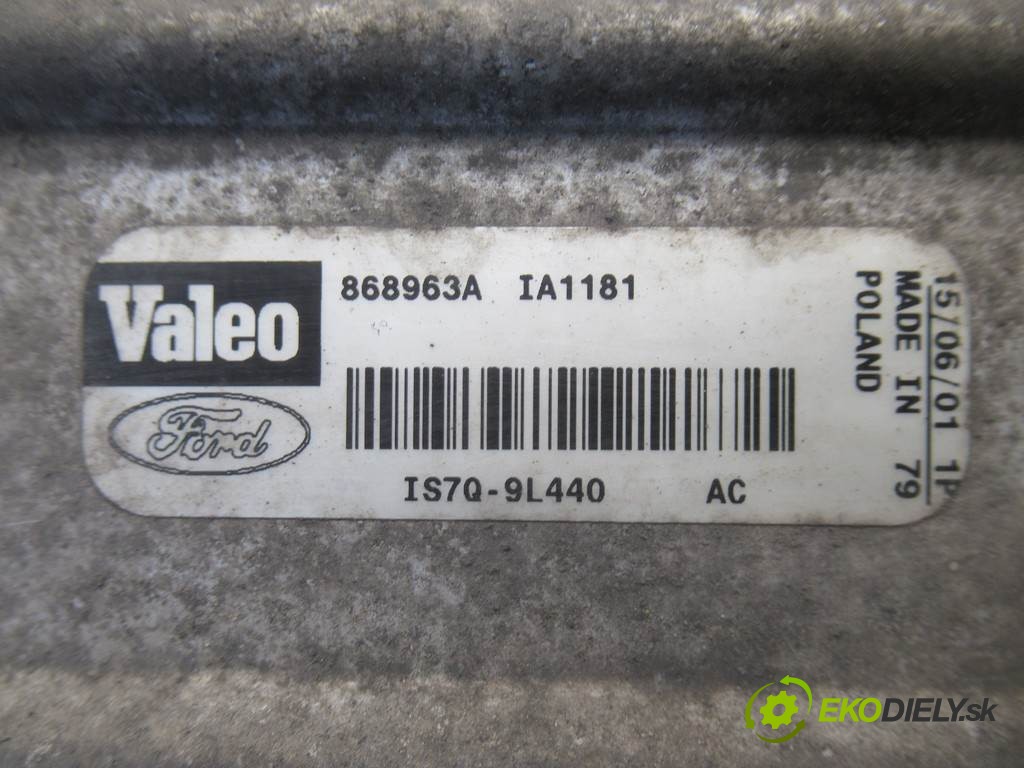 Valeo
868963A IA1181
Ford
IS7Q-9L440 AC
15/06/01 1P
MADE IN 79
POLAND
EKODIELY.sk